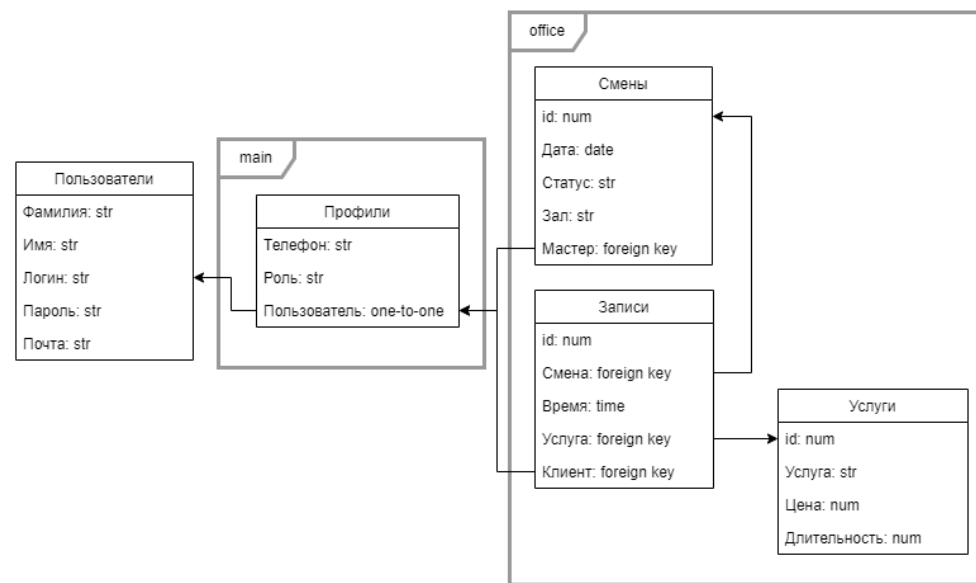 office
Смены
id: num
Дата: date
Статус: str
Зал: str
Мастер: foreign key
main
Пользователи
Фамилия: str
Имя: str
Логин: str
Пароль: str
Почта: str
Профили
Телефон: str
Роль: str
Пользователь: one-to-one
Записи
id: num
Смена: foreign key
Время: time
Услуга: foreign key
Клиент: foreign key
Услуги
id: num
Услуга: str
Цена: num
Длительность: num